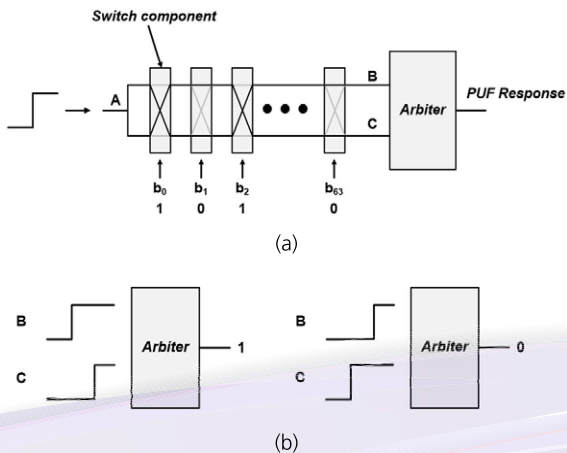 Switch component
A
B
C
Arbiter
PUF Response
b₀ b₁ b₂ b₆₃
1 0 1 0
(a)
B
C
Arbiter
1
B
C
Arbiter
0
(b)